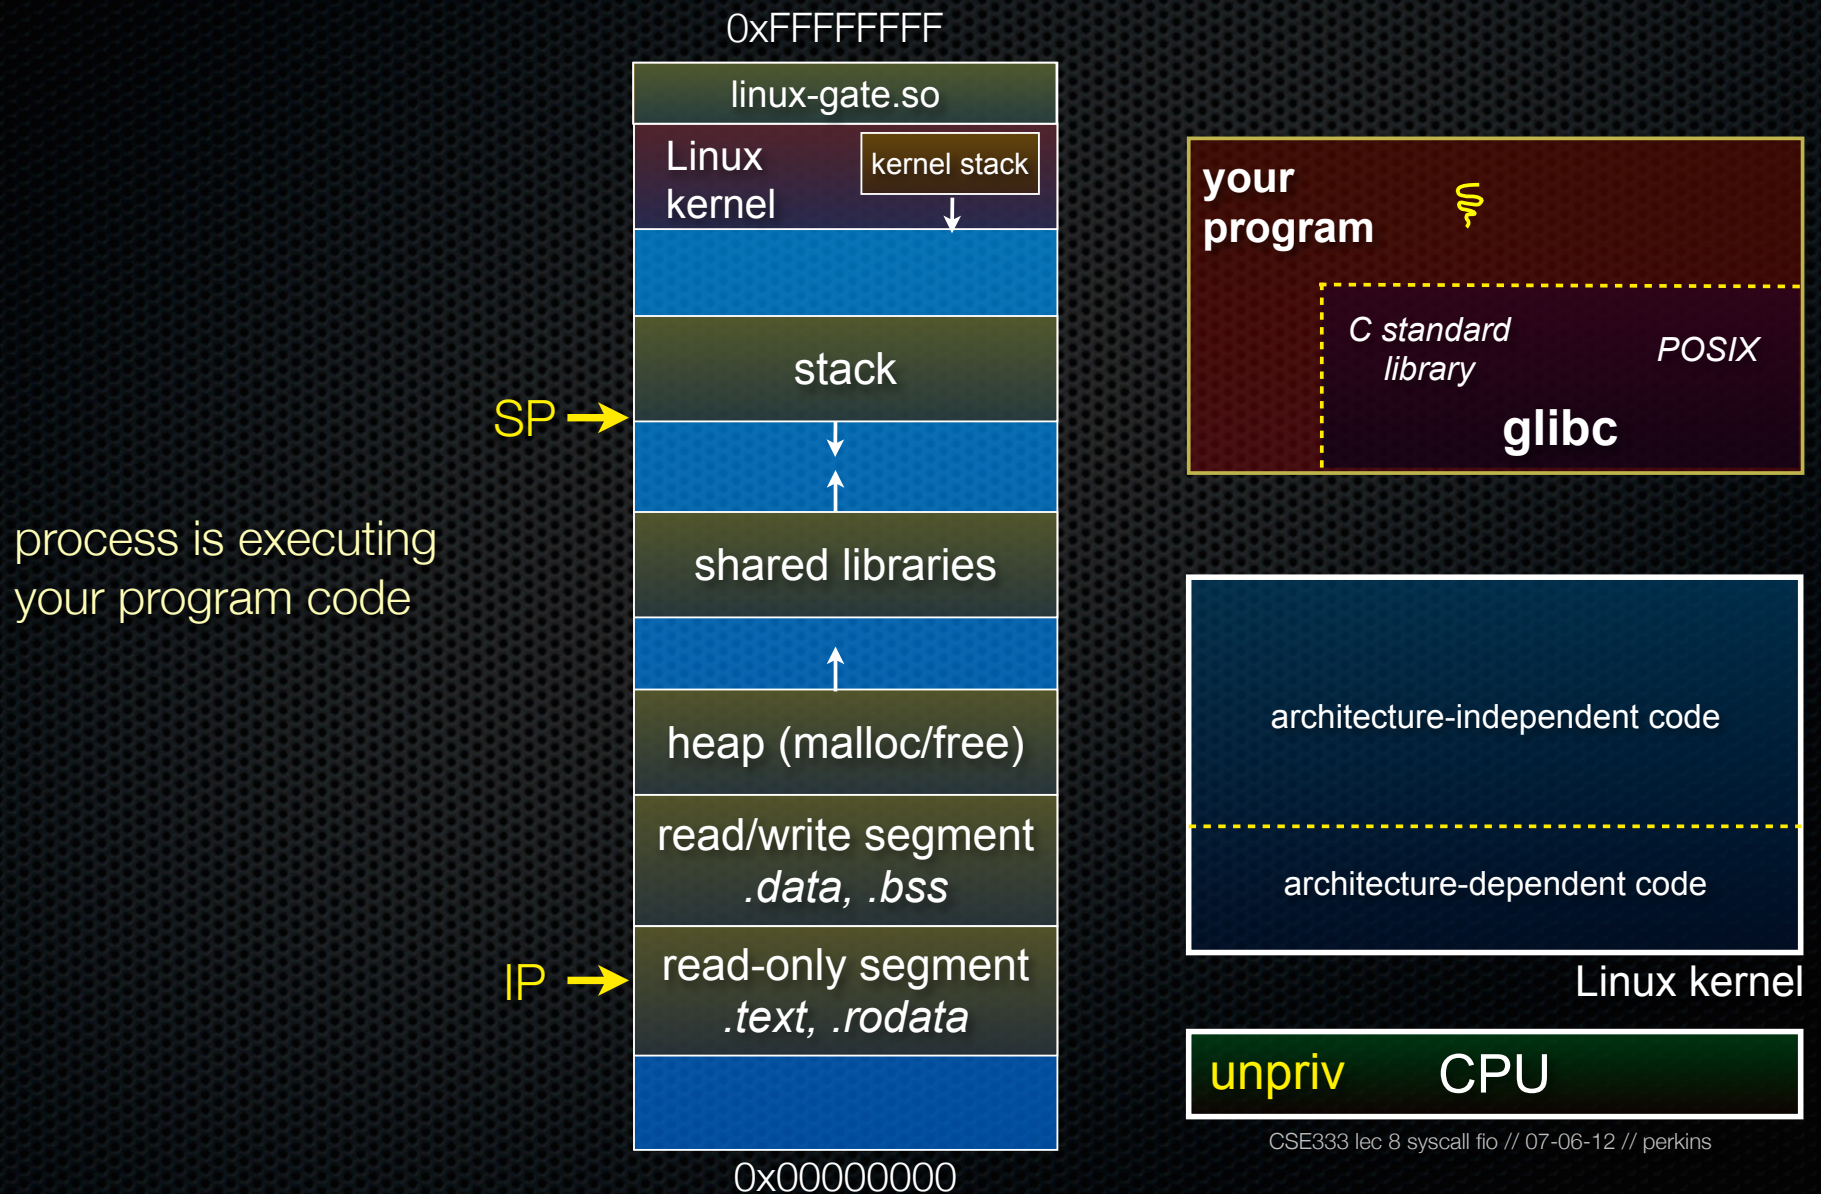 0xFFFFFFFF
linux-gate.so
Linux
kernel
kernel stack
stack
SP
shared libraries
process is executing
your program code
heap (malloc/free)
read/write segment
.data, .bss
IP
read-only segment
.text, .rodata
0x00000000
your
program
C standard
library
POSIX
glibc
architecture-independent code
architecture-dependent code
Linux kernel
unpriv
CPU
CSE333 lec 8 syscall fio // 07-06-12 // perkins